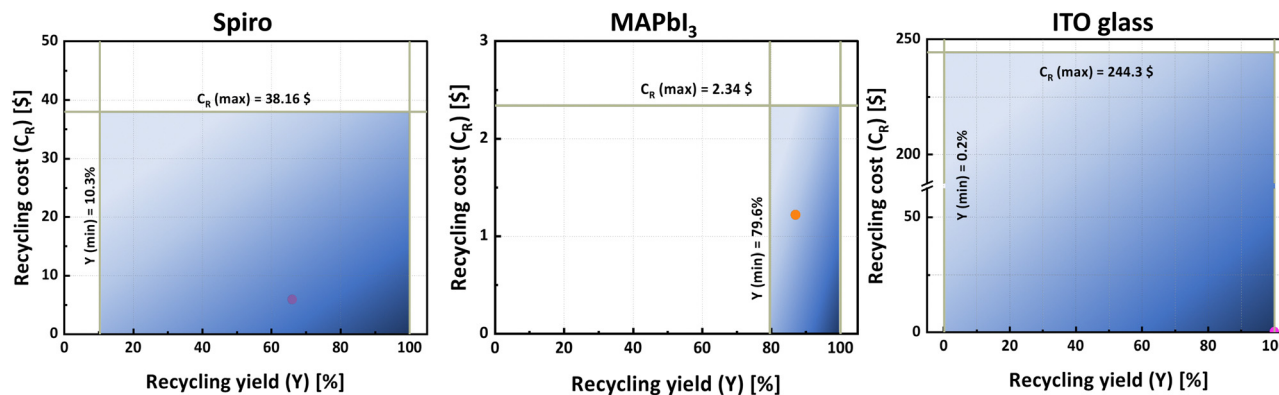 Spiro
Recycling cost (C_R) [$]
50
40
30
20
10
0
C_R (max) = 38.16 $
Y (min) = 10.3%
0 20 40 60 80 100
Recycling yield (Y) [%]
MAPbI₃
Recycling cost (C_R) [$]
3
2
1
0
C_R (max) = 2.34 $
Y (min) = 79.6%
0 20 40 60 80 100
Recycling yield (Y) [%]
ITO glass
Recycling cost (C_R) [$]
250
200
50
0
C_R (max) = 244.3 $
Y (min) = 0.2%
0 20 40 60 80 100
Recycling yield (Y) [%]